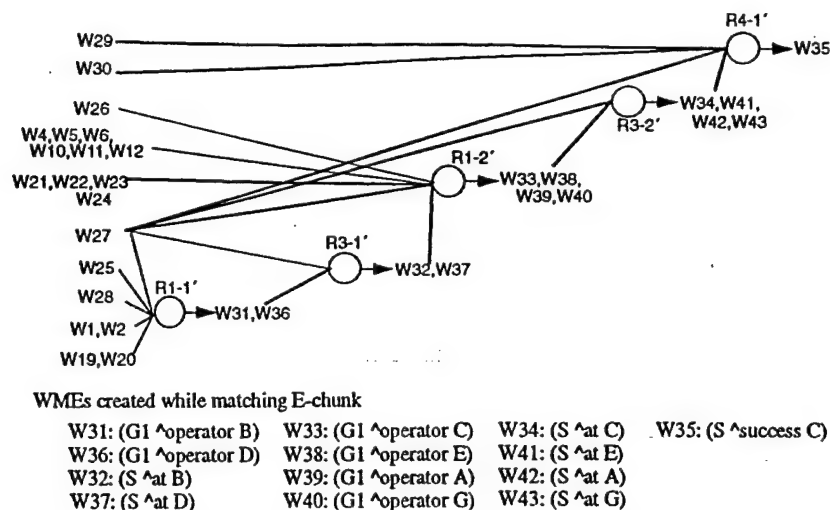 R4-1′
W29
W35
W30
W26
R3-2′
W34,W41,
W42,W43
W4,W5,W6,
W10,W11,W12
R1-2′
W21,W22,W23
W24
W33,W38,
W39,W40
W27
R3-1′
W25
W32,W37
W28
R1-1′
W31,W36
W1,W2
W19,W20
WMEs created while matching E-chunk
W31: (G1 ^operator B) W33: (G1 ^operator C) W34: (S ^at C) W35: (S ^success C)
W36: (G1 ^operator D) W38: (G1 ^operator E) W41: (S ^at E)
W32: (S ^at B) W39: (G1 ^operator A) W42: (S ^at A)
W37: (S ^at D) W40: (G1 ^operator G) W43: (S ^at G)